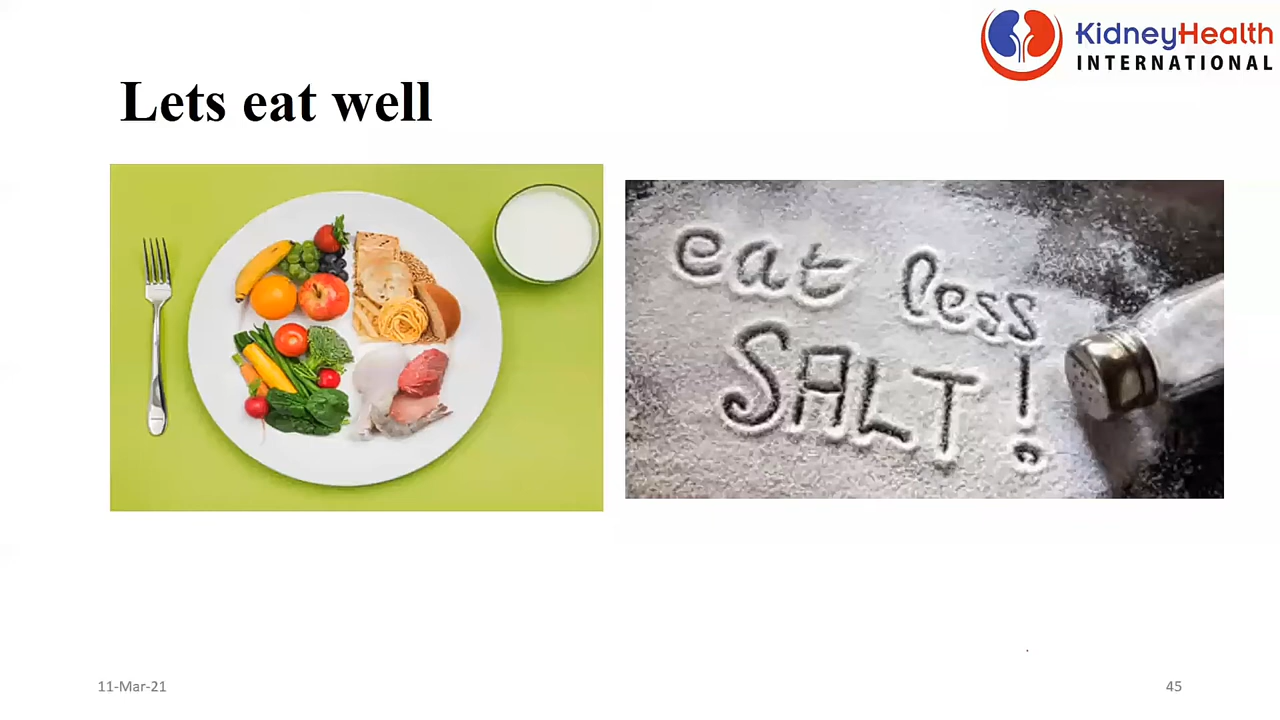 KidneyHealth
INTERNATIONAL
Lets eat well
eat less
SALT!
11-Mar-21
45